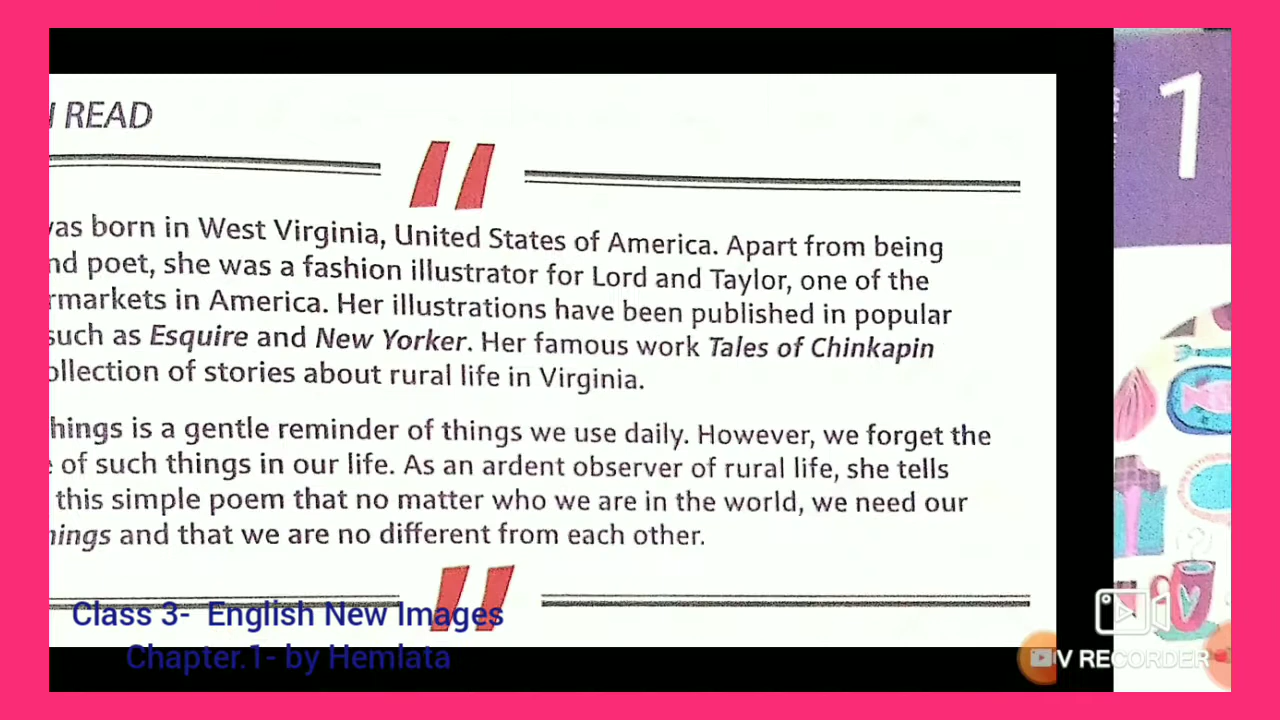 READ
1
was born in West Virginia, United States of America. Apart from being
nd poet, she was a fashion illustrator for Lord and Taylor, one of the
rmarkets in America. Her illustrations have been published in popular
such as Esquire and New Yorker. Her famous work Tales of Chinkapin
ollection of stories about rural life in Virginia.
hings is a gentle reminder of things we use daily. However, we forget the
of such things in our life. As an ardent observer of rural life, she tells
this simple poem that no matter who we are in the world, we need our
hings and that we are no different from each other.
Class 3- English New Images
Chapter.1- by Hemlata
V RECORDER